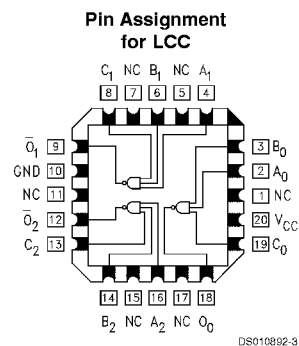 Pin Assignment
for LCC
C1 NC B1 NC A1
8 7 6 5 4
O̅1 9
GND 10
NC 11
O̅2 12
C2 13
3 B0
2 A0
1 NC
20 VCC
19 C0
14 15 16 17 18
B2 NC A2 NC O0
DS010892-3